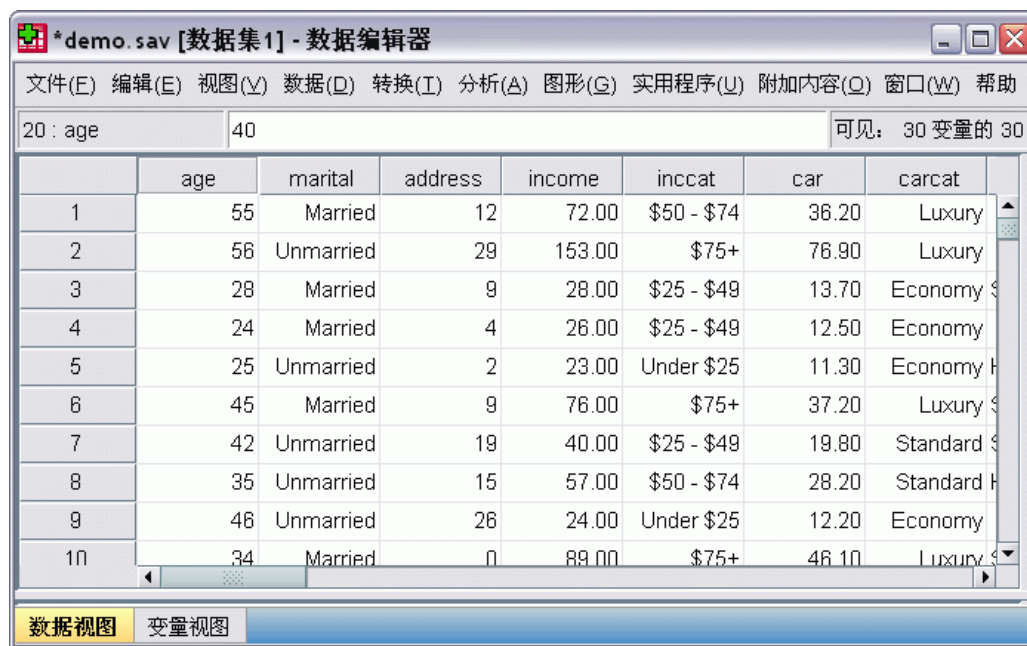 *demo.sav [数据集1] - 数据编辑器
文件(F) 编辑(E) 视图(V) 数据(D) 转换(T) 分析(A) 图形(G) 实用程序(U) 附加内容(O) 窗口(W) 帮助
20 : age 40 可见： 30 变量的 30
age marital address income inccat car carcat
1 55 Married 12 72.00 $50 - $74 36.20 Luxury
2 56 Unmarried 29 153.00 $75+ 76.90 Luxury
3 28 Married 9 28.00 $25 - $49 13.70 Economy
4 24 Married 4 26.00 $25 - $49 12.50 Economy
5 25 Unmarried 2 23.00 Under $25 11.30 Economy
6 45 Married 9 76.00 $75+ 37.20 Luxury
7 42 Unmarried 19 40.00 $25 - $49 19.80 Standard
8 35 Unmarried 15 57.00 $50 - $74 28.20 Standard
9 46 Unmarried 26 24.00 Under $25 12.20 Economy
10 34 Married 0 89.00 $75+ 46.10 Luxury
数据视图 变量视图